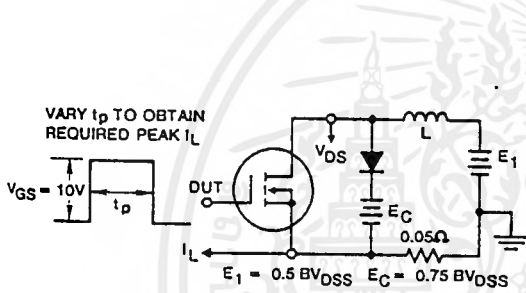 VARY tp TO OBTAIN
REQUIRED PEAK IL
VGS = 10V
tp
DUT
VDS
L
E1
EC
0.05Ω
IL
E1 = 0.5 BVDSS EC = 0.75 BVDSS